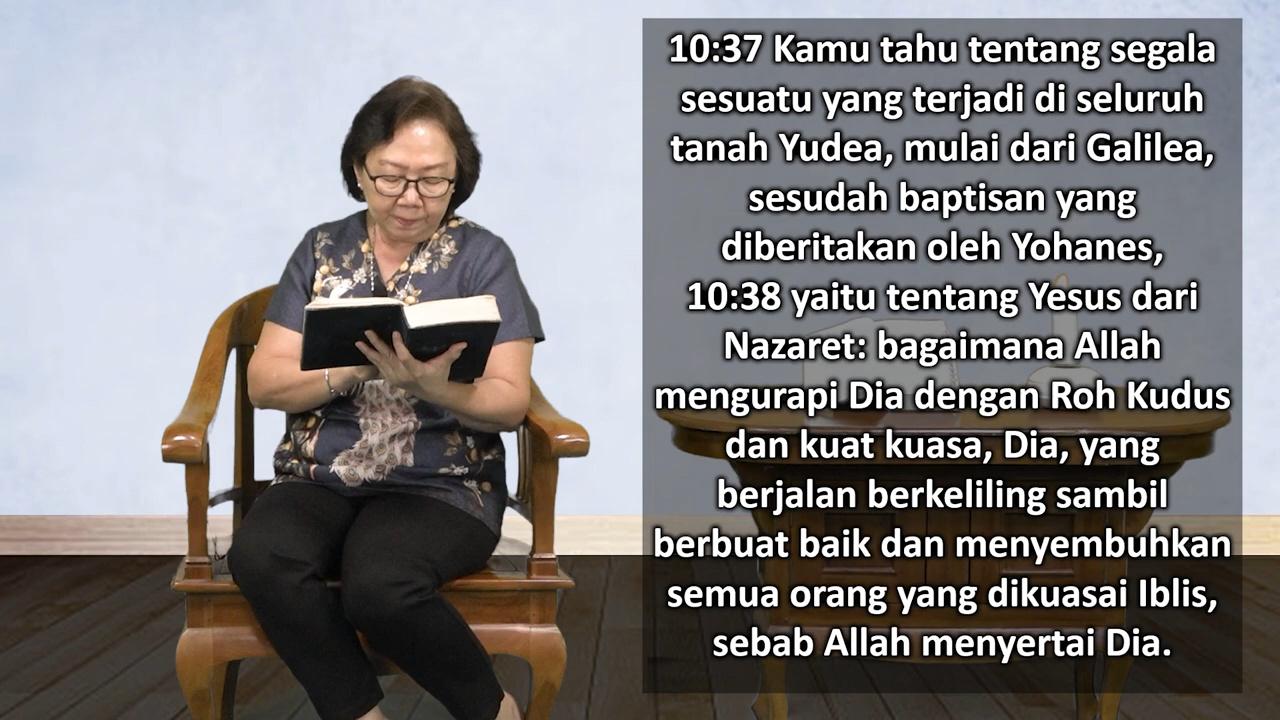 10:37 Kamu tahu tentang segala
sesuatu yang terjadi di seluruh
tanah Yudea, mulai dari Galilea,
sesudah baptisan yang
diberitakan oleh Yohanes,
10:38 yaitu tentang Yesus dari
Nazaret: bagaimana Allah
mengurapi Dia dengan Roh Kudus
dan kuat kuasa, Dia, yang
berjalan berkeliling sambil
berbuat baik dan menyembuhkan
semua orang yang dikuasai Iblis,
sebab Allah menyertai Dia.